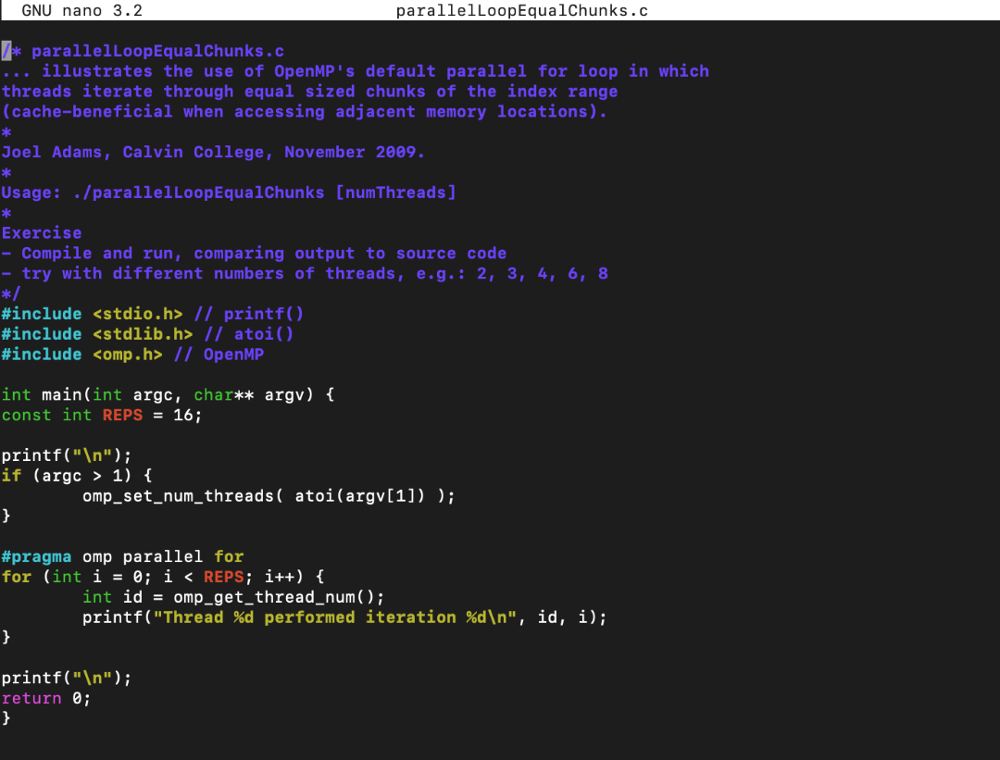 GNU nano 3.2 parallelLoopEqualChunks.c
/* parallelLoopEqualChunks.c
... illustrates the use of OpenMP's default parallel for loop in which
threads iterate through equal sized chunks of the index range
(cache-beneficial when accessing adjacent memory locations).
*
Joel Adams, Calvin College, November 2009.
*
Usage: ./parallelLoopEqualChunks [numThreads]
*
Exercise
- Compile and run, comparing output to source code
- try with different numbers of threads, e.g.: 2, 3, 4, 6, 8
*/
#include <stdio.h> // printf()
#include <stdlib.h> // atoi()
#include <omp.h> // OpenMP

int main(int argc, char** argv) {
const int REPS = 16;

printf("\n");
if (argc > 1) {
        omp_set_num_threads( atoi(argv[1]) );
}

#pragma omp parallel for
for (int i = 0; i < REPS; i++) {
        int id = omp_get_thread_num();
        printf("Thread %d performed iteration %d\n", id, i);
}

printf("\n");
return 0;
}